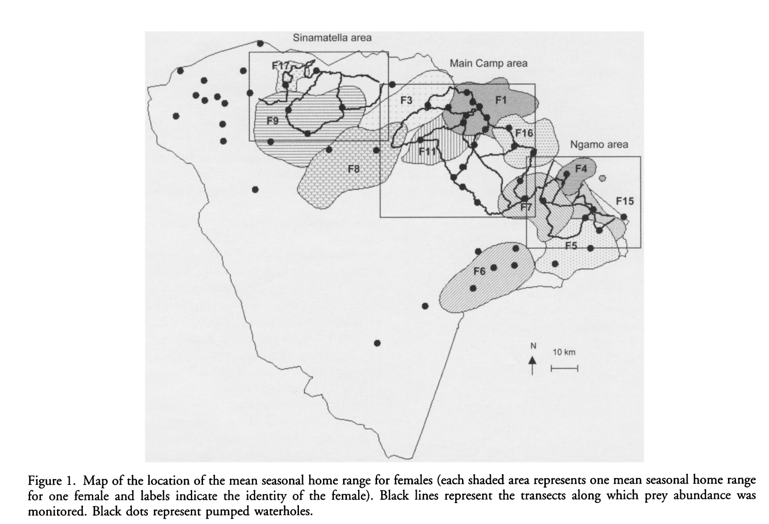 Sinamatella area
Main Camp area
F17
F3
F1
F9
F16
Ngamo area
F11
F8
F4
F7
F15
F5
F6
N
10 km
Figure 1. Map of the location of the mean seasonal home range for females (each shaded area represents one mean seasonal home range
for one female and labels indicate the identity of the female). Black lines represent the transects along which prey abundance was
monitored. Black dots represent pumped waterholes.